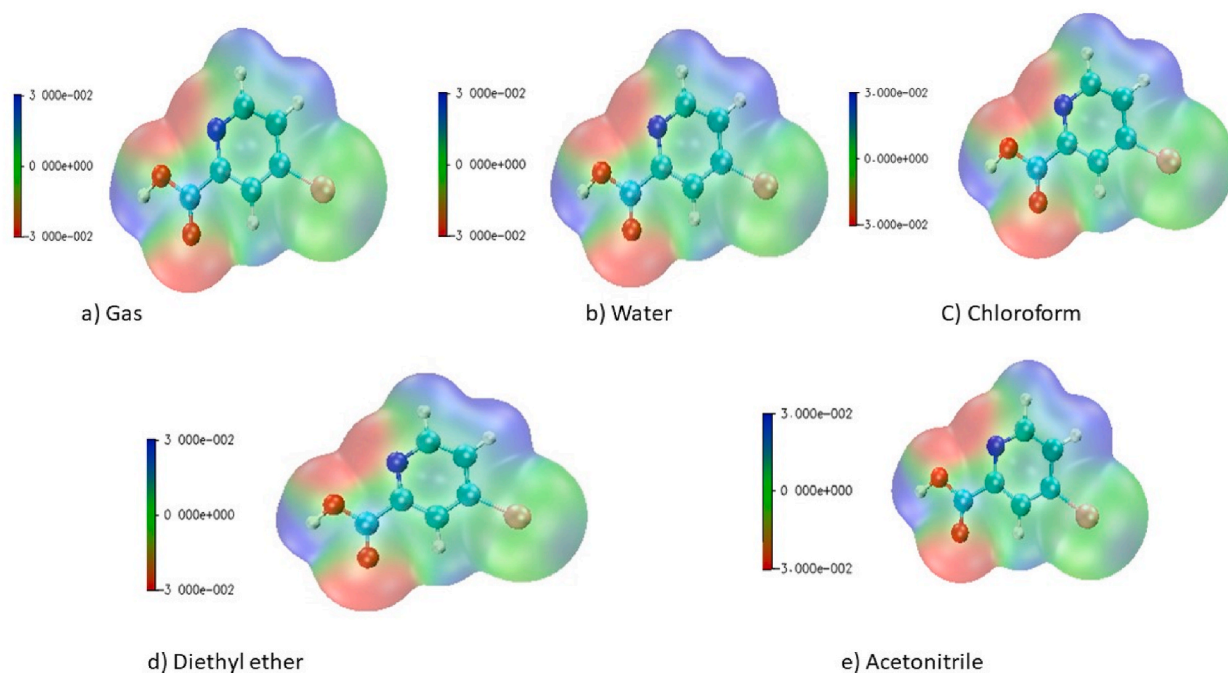 3 000e-002
0 000e+000
-3 000e-002
a) Gas
3 000e-002
0 000e+000
-3 000e-002
b) Water
3.000e-002
0.000e+000
-3.000e-002
C) Chloroform
3 000e-002
0 000e+000
-3 000e-002
d) Diethyl ether
3.000e-002
0 000e+000
-3.000e-002
e) Acetonitrile